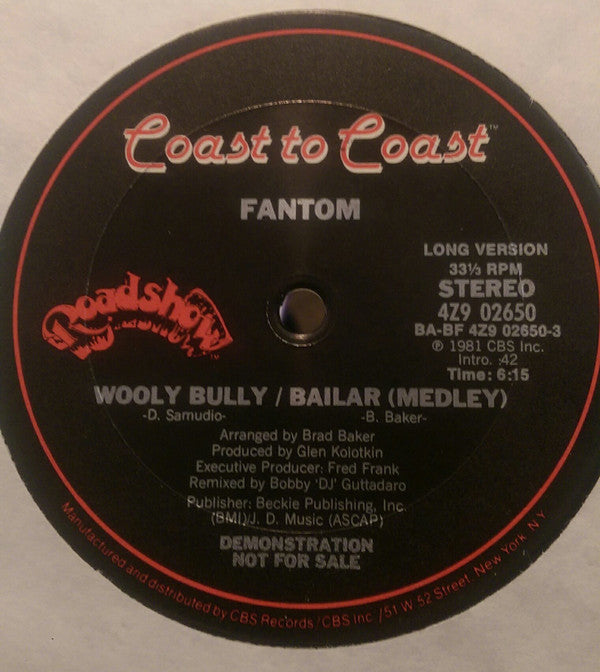 Coast to Coast™
FANTOM
LONG VERSION
33⅓ RPM
STEREO
4Z9 02650
BA-BF 4Z9 02650-3
℗ 1981 CBS Inc.
Intro. :42
Time: 6:15
Roadshow™
WOOLY BULLY / BAILAR (MEDLEY)
-D. Samudio- -B. Baker-
Arranged by Brad Baker
Produced by Glen Kolotkin
Executive Producer: Fred Frank
Remixed by Bobby 'DJ' Guttadaro
Publisher: Beckie Publishing, Inc.
(BMI)/J. D. Music (ASCAP)
DEMONSTRATION
NOT FOR SALE
Manufactured and distributed by CBS Records / CBS Inc. / 51 W 52 Street, New York, N.Y.